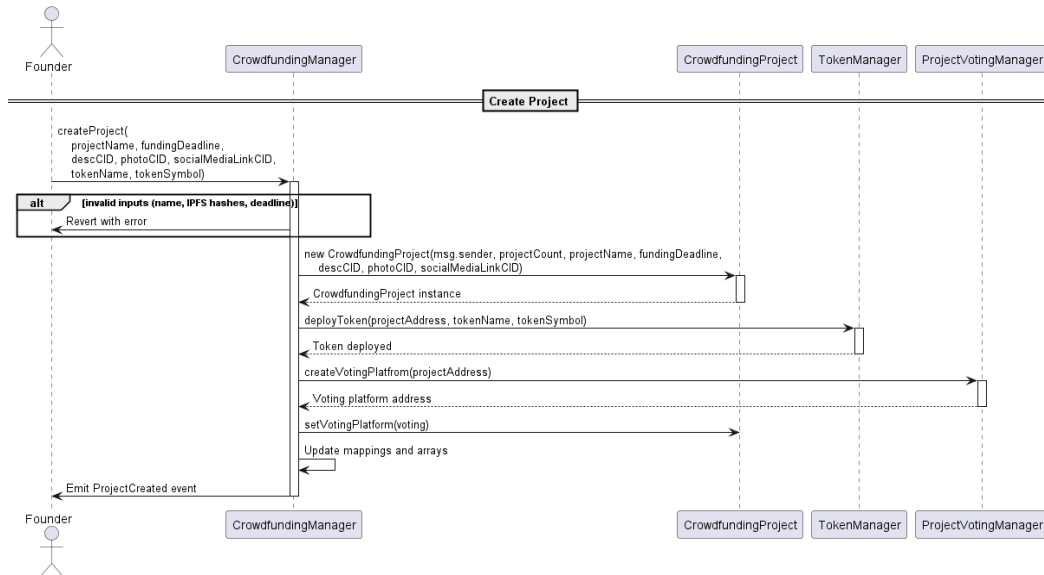 Founder
CrowdfundingManager
CrowdfundingProject
TokenManager
ProjectVotingManager
Create Project
createProject(
projectName, fundingDeadline,
descCID, photoCID, socialMediaLinkCID,
tokenName, tokenSymbol)
alt
[invalid inputs (name, IPFS hashes, deadline)]
Revert with error
new CrowdfundingProject(msg.sender, projectCount, projectName, fundingDeadline,
descCID, photoCID, socialMediaLinkCID)
CrowdfundingProject instance
deployToken(projectAddress, tokenName, tokenSymbol)
Token deployed
createVotingPlatfrom(projectAddress)
Voting platform address
setVotingPlatform(voting)
Update mappings and arrays
Emit ProjectCreated event
Founder
CrowdfundingManager
CrowdfundingProject
TokenManager
ProjectVotingManager